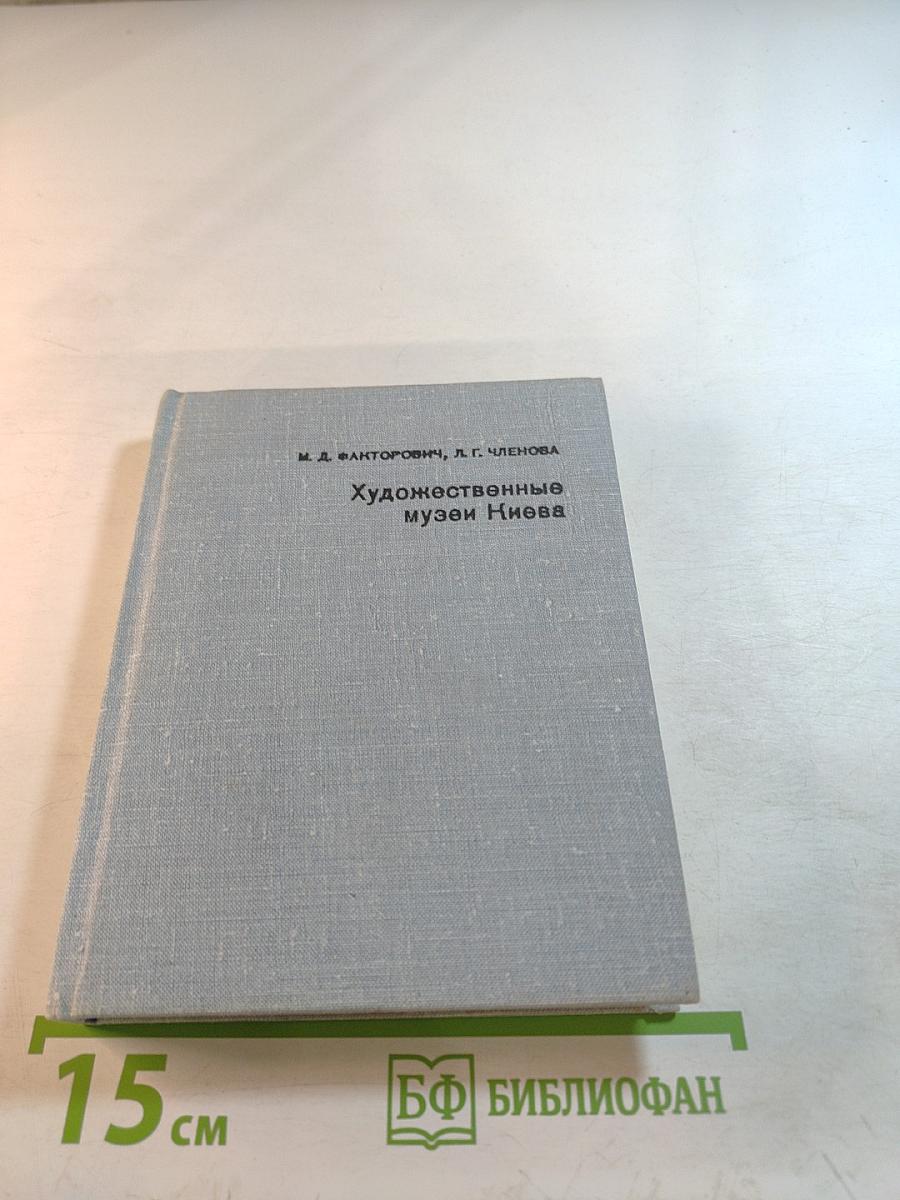 М. Д. ФАКТОРОВИЧ, Л. Г. ЧЛЕНОВА
Художественные
музеи Киева
15 см
БФ БИБЛИОФАН